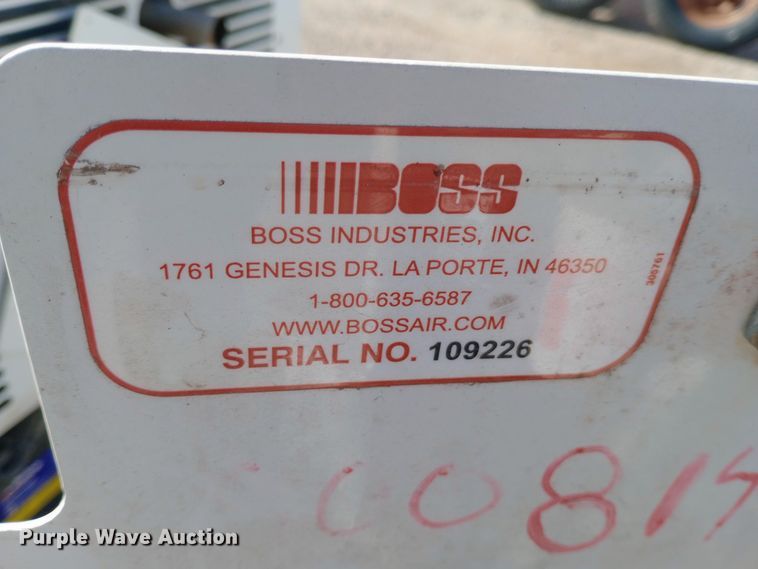 BOSS
BOSS INDUSTRIES, INC.
1761 GENESIS DR. LA PORTE, IN 46350
1-800-635-6587
WWW.BOSSAIR.COM
SERIAL NO. 109226
305761
Purple Wave Auction